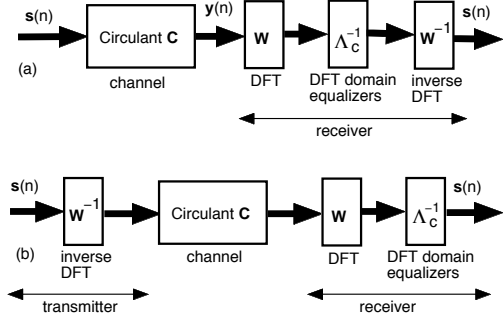 s(n)
Circulant C
y(n)
W
Λ_c^{-1}
W^{-1}
s(n)
(a)
channel
DFT
DFT domain
equalizers
inverse
DFT
receiver
s(n)
W^{-1}
Circulant C
W
Λ_c^{-1}
s(n)
(b)
inverse
DFT
channel
DFT
DFT domain
equalizers
transmitter
receiver